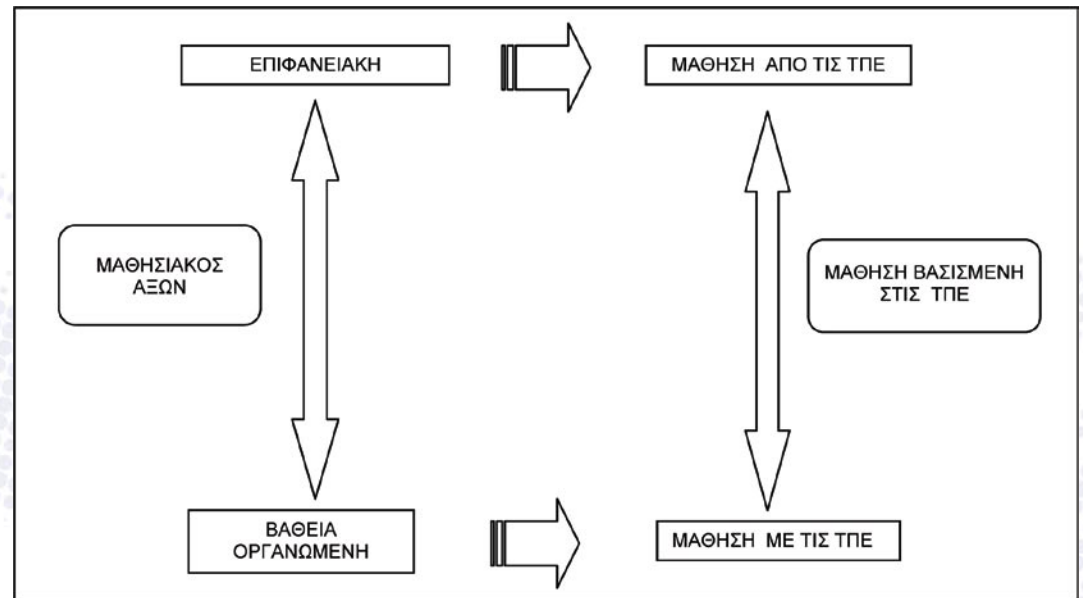 ΕΠΙΦΑΝΕΙΑΚΗ
ΜΑΘΗΣΗ ΑΠΟ ΤΙΣ ΤΠΕ
ΜΑΘΗΣΙΑΚΟΣ
ΑΞΩΝ
ΜΑΘΗΣΗ ΒΑΣΙΣΜΕΝΗ
ΣΤΙΣ ΤΠΕ
ΒΑΘΕΙΑ
ΟΡΓΑΝΩΜΕΝΗ
ΜΑΘΗΣΗ ΜΕ ΤΙΣ ΤΠΕ